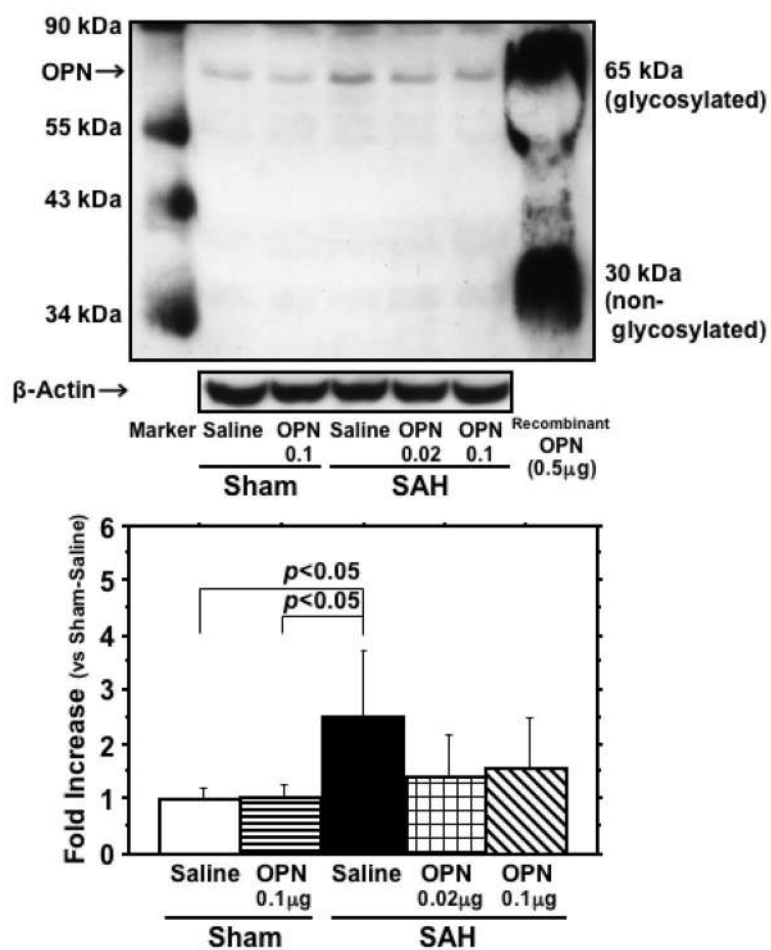 90 kDa
OPN→
55 kDa
43 kDa
34 kDa
65 kDa
(glycosylated)
30 kDa
(non-
glycosylated)
β-Actin→
Marker Saline OPN Saline OPN OPN Recombinant
0.1 0.02 0.1 OPN
(0.5μg)
Sham SAH
Fold Increase (vs Sham-Saline)
6
5
4
3
2
1
0
p<0.05
p<0.05
Saline OPN Saline OPN OPN
0.1μg 0.02μg 0.1μg
Sham SAH